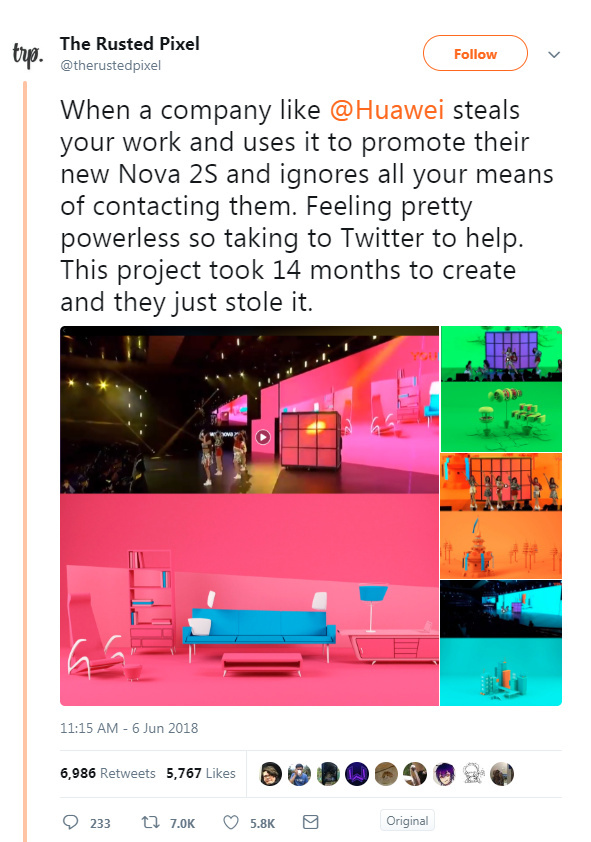 trp.
The Rusted Pixel
@therustedpixel
Follow
When a company like @Huawei steals
your work and uses it to promote their
new Nova 2S and ignores all your means
of contacting them. Feeling pretty
powerless so taking to Twitter to help.
This project took 14 months to create
and they just stole it.
11:15 AM - 6 Jun 2018
6,986 Retweets 5,767 Likes
233
7.0K
5.8K
Original